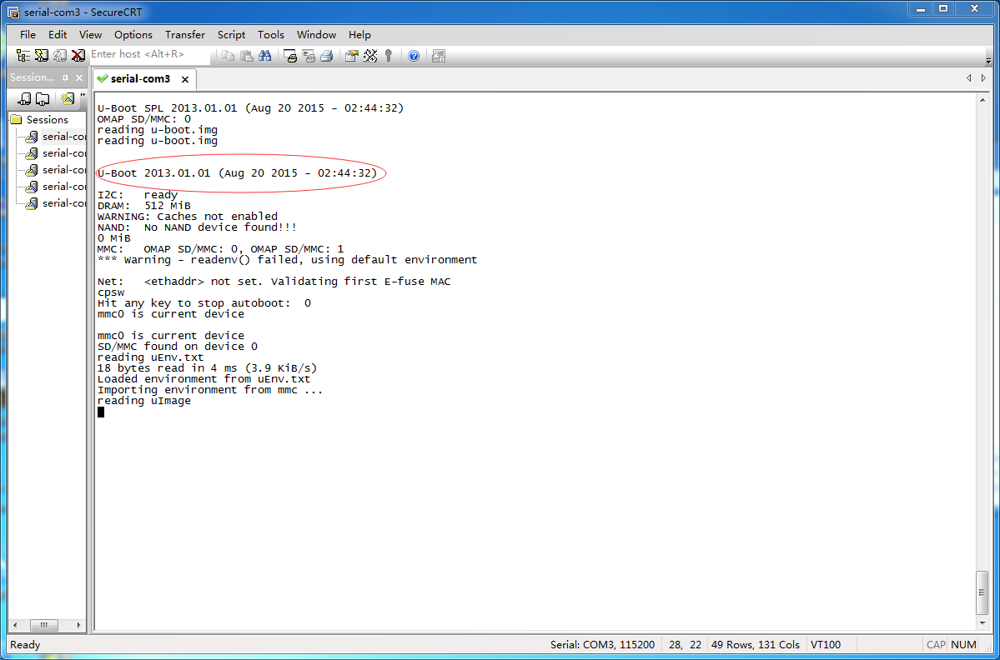 serial-com3 - SecureCRT
File Edit View Options Transfer Script Tools Window Help
Enter host <Alt+R>
Session...
serial-com3
Sessions
serial-co
serial-co
serial-co
serial-co
serial-co
U-Boot SPL 2013.01.01 (Aug 20 2015 - 02:44:32)
OMAP SD/MMC: 0
reading u-boot.img
reading u-boot.img
U-Boot 2013.01.01 (Aug 20 2015 - 02:44:32)
I2C:   ready
DRAM:  512 MiB
WARNING: Caches not enabled
NAND:  No NAND device found!!!
0 MiB
MMC:   OMAP SD/MMC: 0, OMAP SD/MMC: 1
*** Warning - readenv() failed, using default environment
Net:   <ethaddr> not set. Validating first E-fuse MAC
cpsw
Hit any key to stop autoboot:  0
mmc0 is current device
mmc0 is current device
SD/MMC found on device 0
reading uEnv.txt
18 bytes read in 4 ms (3.9 KiB/s)
Loaded environment from uEnv.txt
Importing environment from mmc ...
reading uImage
Ready
Serial: COM3, 115200 28, 22 49 Rows, 131 Cols VT100 CAP NUM